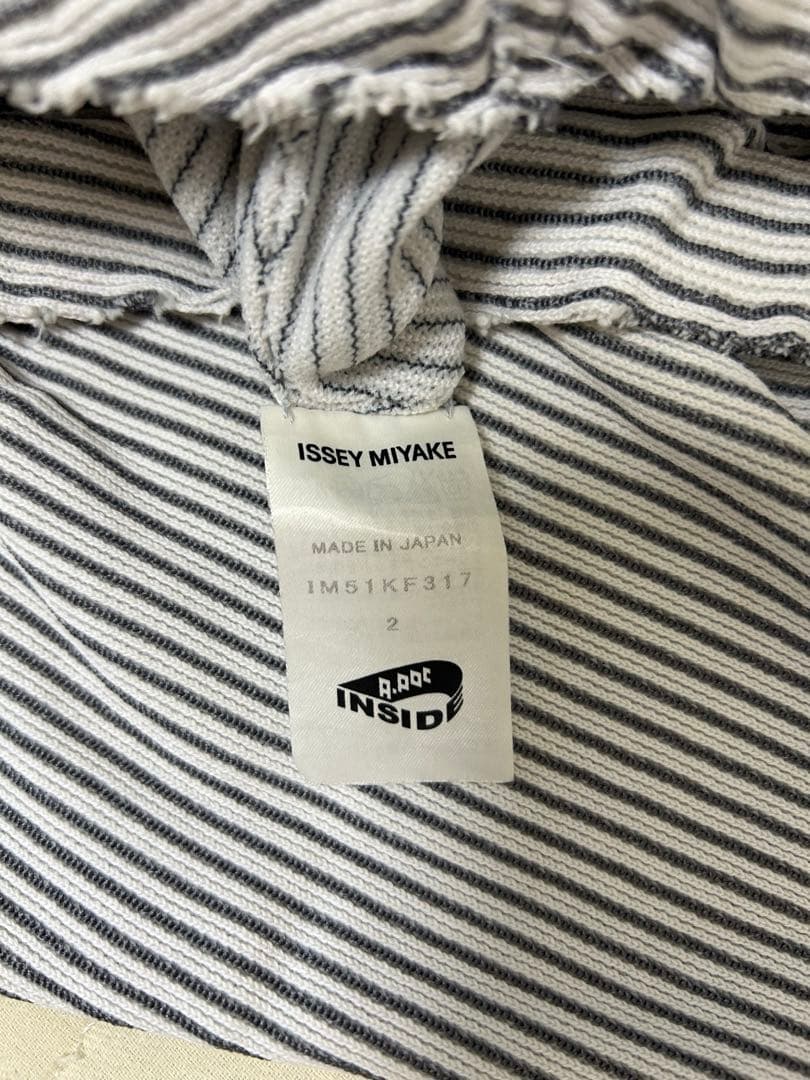 ISSEY MIYAKE
MADE IN JAPAN
IM51KF317
2
A.POC
INSIDE